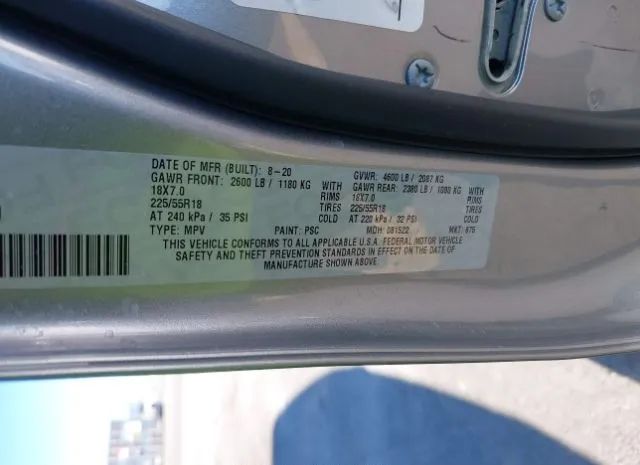 DATE OF MFR (BUILT): 8-20 GVWR: 4600 LB / 2087 KG
GAWR FRONT: 2600 LB / 1180 KG WITH GAWR REAR: 2380 LB / 1080 KG WITH
18X7.0 RIMS 18X7.0 RIMS
225/55R18 TIRES 225/55R18 TIRES
AT 240 kPa / 35 PSI COLD AT 220 kPa / 32 PSI COLD
TYPE: MPV PAINT: PSC MDH: 081522 MKT: 675
THIS VEHICLE CONFORMS TO ALL APPLICABLE U.S.A. FEDERAL MOTOR VEHICLE
SAFETY AND THEFT PREVENTION STANDARDS IN EFFECT ON THE DATE OF
MANUFACTURE SHOWN ABOVE.